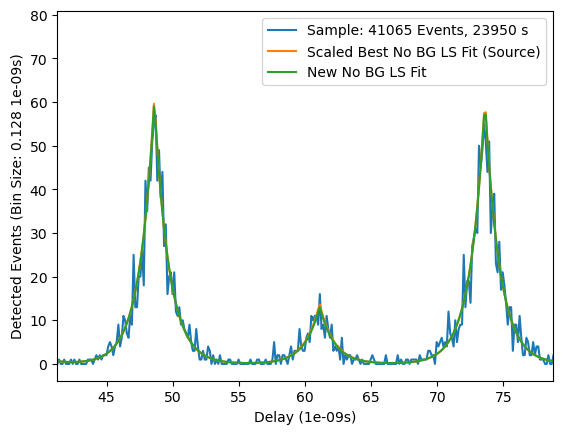 80
70
60
50
40
30
20
10
0
Detected Events (Bin Size: 0.128 1e-09s)
Sample: 41065 Events, 23950 s
Scaled Best No BG LS Fit (Source)
New No BG LS Fit
45 50 55 60 65 70 75
Delay (1e-09s)